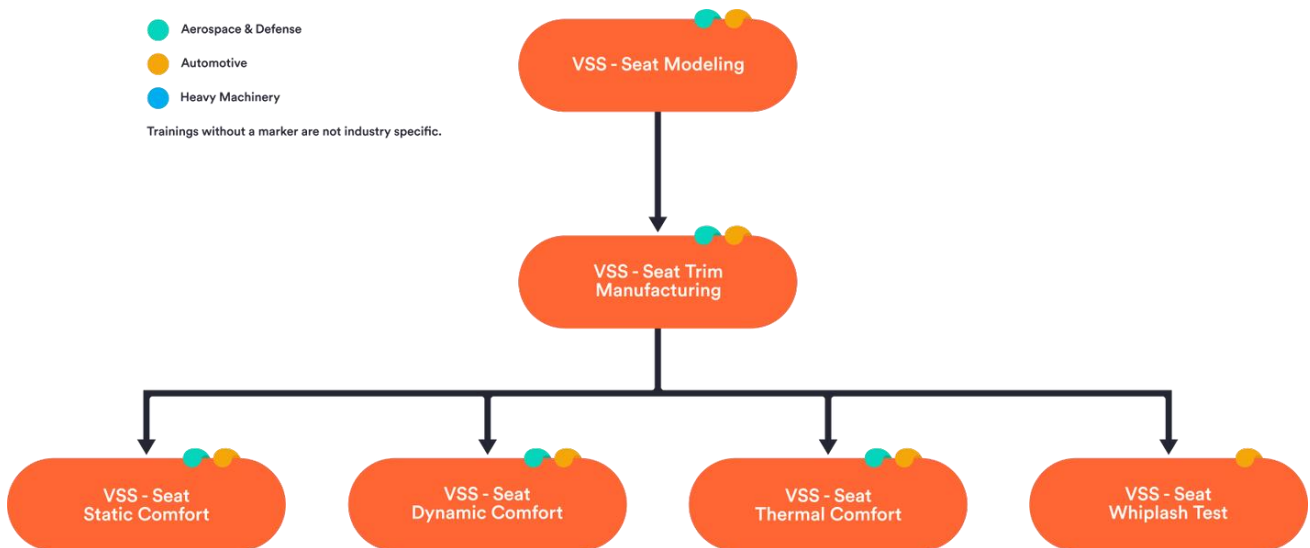 Aerospace & Defense
Automotive
Heavy Machinery
Trainings without a marker are not industry specific.
VSS - Seat Modeling
VSS - Seat Trim
Manufacturing
VSS - Seat
Static Comfort
VSS - Seat
Dynamic Comfort
VSS - Seat
Thermal Comfort
VSS - Seat
Whiplash Test